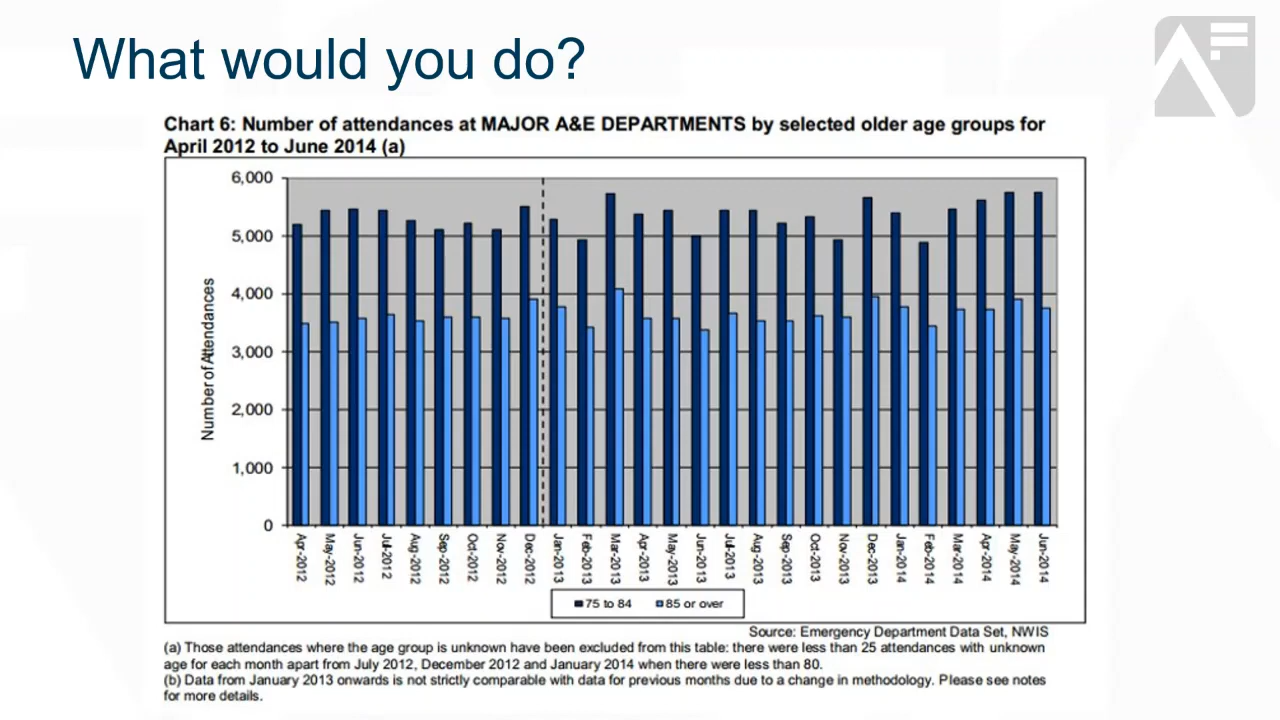 What would you do?
Chart 6: Number of attendances at MAJOR A&E DEPARTMENTS by selected older age groups for
April 2012 to June 2014 (a)
6,000
5,000
4,000
3,000
2,000
1,000
0
Number of Attendances
Apr-2012
May-2012
Jun-2012
Jul-2012
Aug-2012
Sep-2012
Oct-2012
Nov-2012
Dec-2012
Jan-2013
Feb-2013
Mar-2013
Apr-2013
May-2013
Jun-2013
Jul-2013
Aug-2013
Sep-2013
Oct-2013
Nov-2013
Dec-2013
Jan-2014
Feb-2014
Mar-2014
Apr-2014
May-2014
Jun-2014
75 to 84 85 or over
Source: Emergency Department Data Set, NWIS
(a) Those attendances where the age group is unknown have been excluded from this table: there were less than 25 attendances with unknown
age for each month apart from July 2012, December 2012 and January 2014 when there were less than 80.
(b) Data from January 2013 onwards is not strictly comparable with data for previous months due to a change in methodology. Please see notes
for more details.